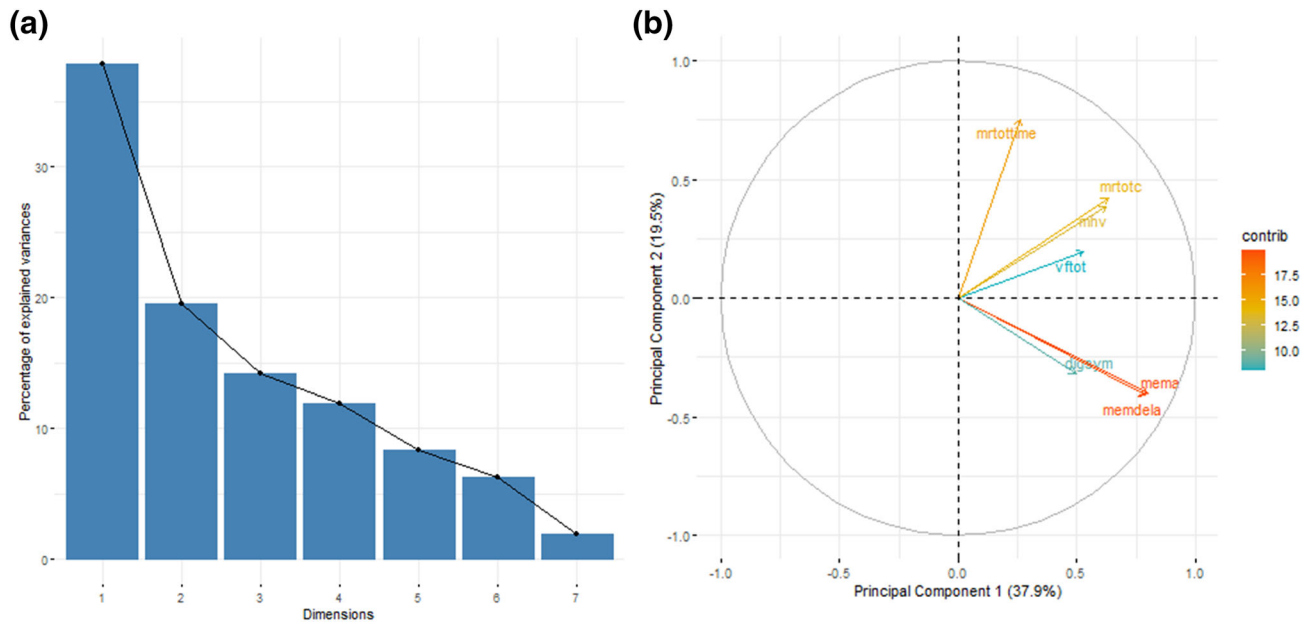 (a)
Percentage of explained variances
30
20
10
0
1 2 3 4 5 6 7
Dimensions
(b)
Principal Component 2 (19.5%)
1.0
0.5
0.0
-0.5
-1.0
mrtottime
mrtotc
mhv
vftot
digsym
mema
memdela
-1.0 -0.5 0.0 0.5 1.0
Principal Component 1 (37.9%)
contrib
17.5
15.0
12.5
10.0